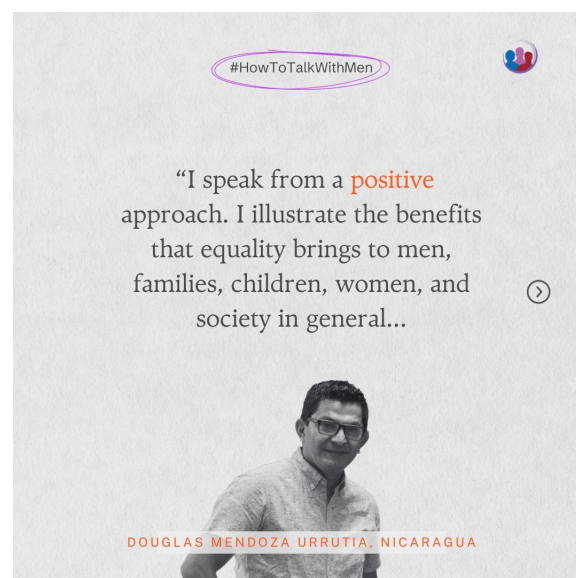 #HowToTalkWithMen
“I speak from a positive
approach. I illustrate the benefits
that equality brings to men,
families, children, women, and
society in general...
DOUGLAS MENDOZA URRUTIA, NICARAGUA